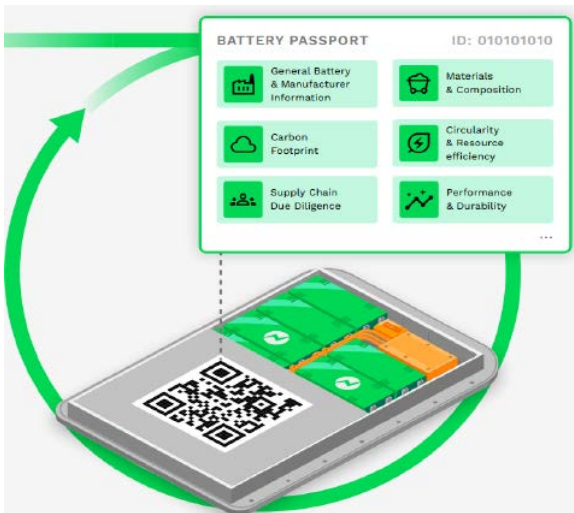 BATTERY PASSPORT
ID: 010101010
General Battery
& Manufacturer
Information
Materials
& Composition
Carbon
Footprint
Circularity
& Resource
efficiency
Supply Chain
Due Diligence
Performance
& Durability
...